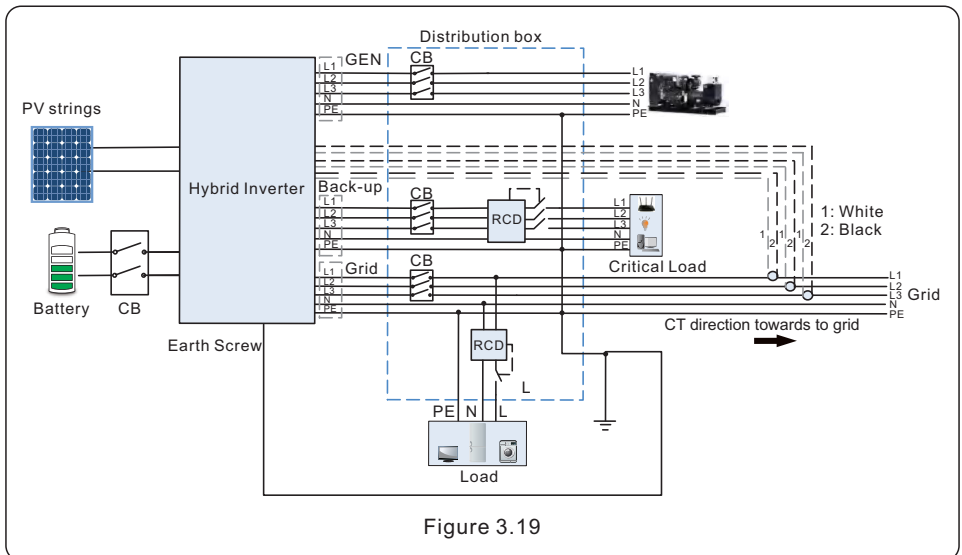 Distribution box
GEN
CB
L1
L2
L3
N
PE
L1
L2
L3
N
PE
PV strings
Hybrid Inverter
Back-up
CB
L1
L2
L3
N
PE
RCD
L1
L2
L3
N
PE
Critical Load
1
2
1
2
1
2
1: White
2: Black
Battery
CB
Grid
CB
L1
L2
L3
N
PE
L1
L2
L3
N
PE
Grid
CT direction towards to grid
Earth Screw
RCD
L
PE N L
Load
Figure 3.19